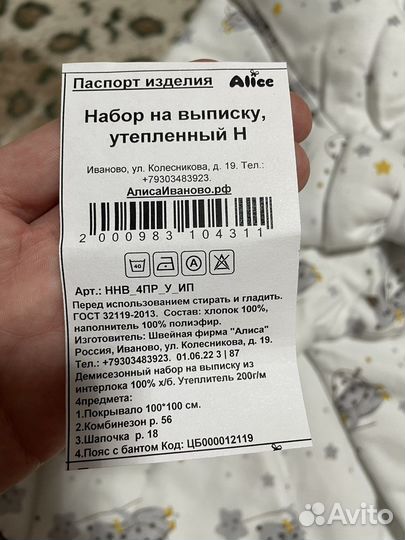 Паспорт изделия Alice
Набор на выписку,
утепленный Н
Иваново, ул. Колесникова, д. 19. Тел.:
+79303483923.
АлисаИваново.рф
2 000983 104311
40 A
Арт.: ННВ_4ПР_У_ИП
Перед использованием стирать и гладить.
ГОСТ 32119-2013. Состав: хлопок 100%,
наполнитель 100% полиэфир.
Изготовитель: Швейная фирма "Алиса"
Россия, Иваново, ул. Колесникова, д. 19.
Тел.: +79303483923. 01.06.22 3 | 87
Демисезонный набор на выписку из
интерлока 100% х/б. Утеплитель 200г/м
4предмета:
1.Покрывало 100*100 см.
2.Комбинезон р. 56
3.Шапочка р. 18
4.Пояс с бантом Код: ЦБ000012119
Avito